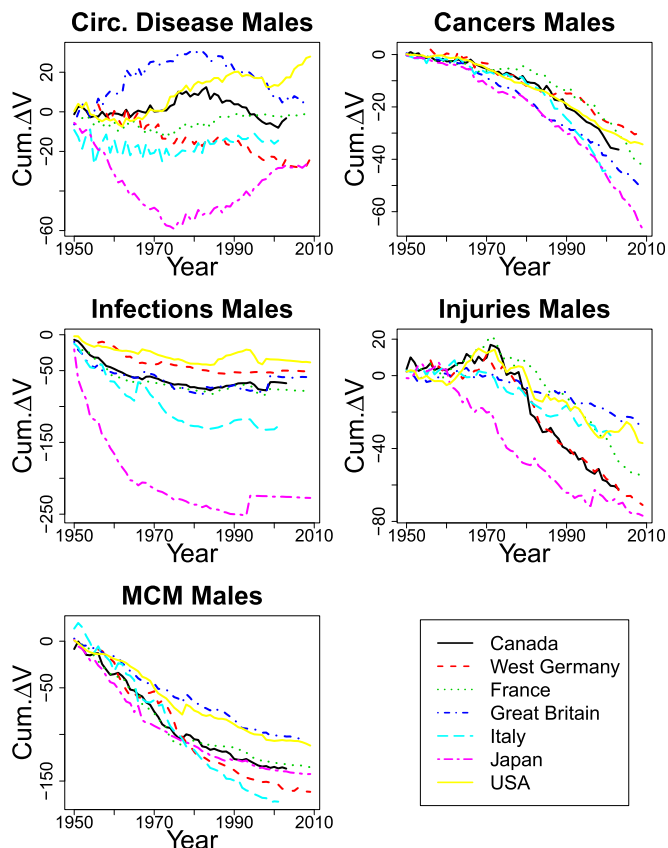 Circ. Disease Males
Cum.ΔV
20
0
−60
1950
1970
1990
2010
Year
Cancers Males
Cum.ΔV
0
−20
−40
−60
1950
1970
1990
2010
Year
Infections Males
Cum.ΔV
0
−50
−150
−250
1950
1970
1990
2010
Year
Injuries Males
Cum.ΔV
20
0
−40
−80
1950
1970
1990
2010
Year
MCM Males
Cum.ΔV
0
−50
−150
1950
1970
1990
2010
Year
Canada
West Germany
France
Great Britain
Italy
Japan
USA